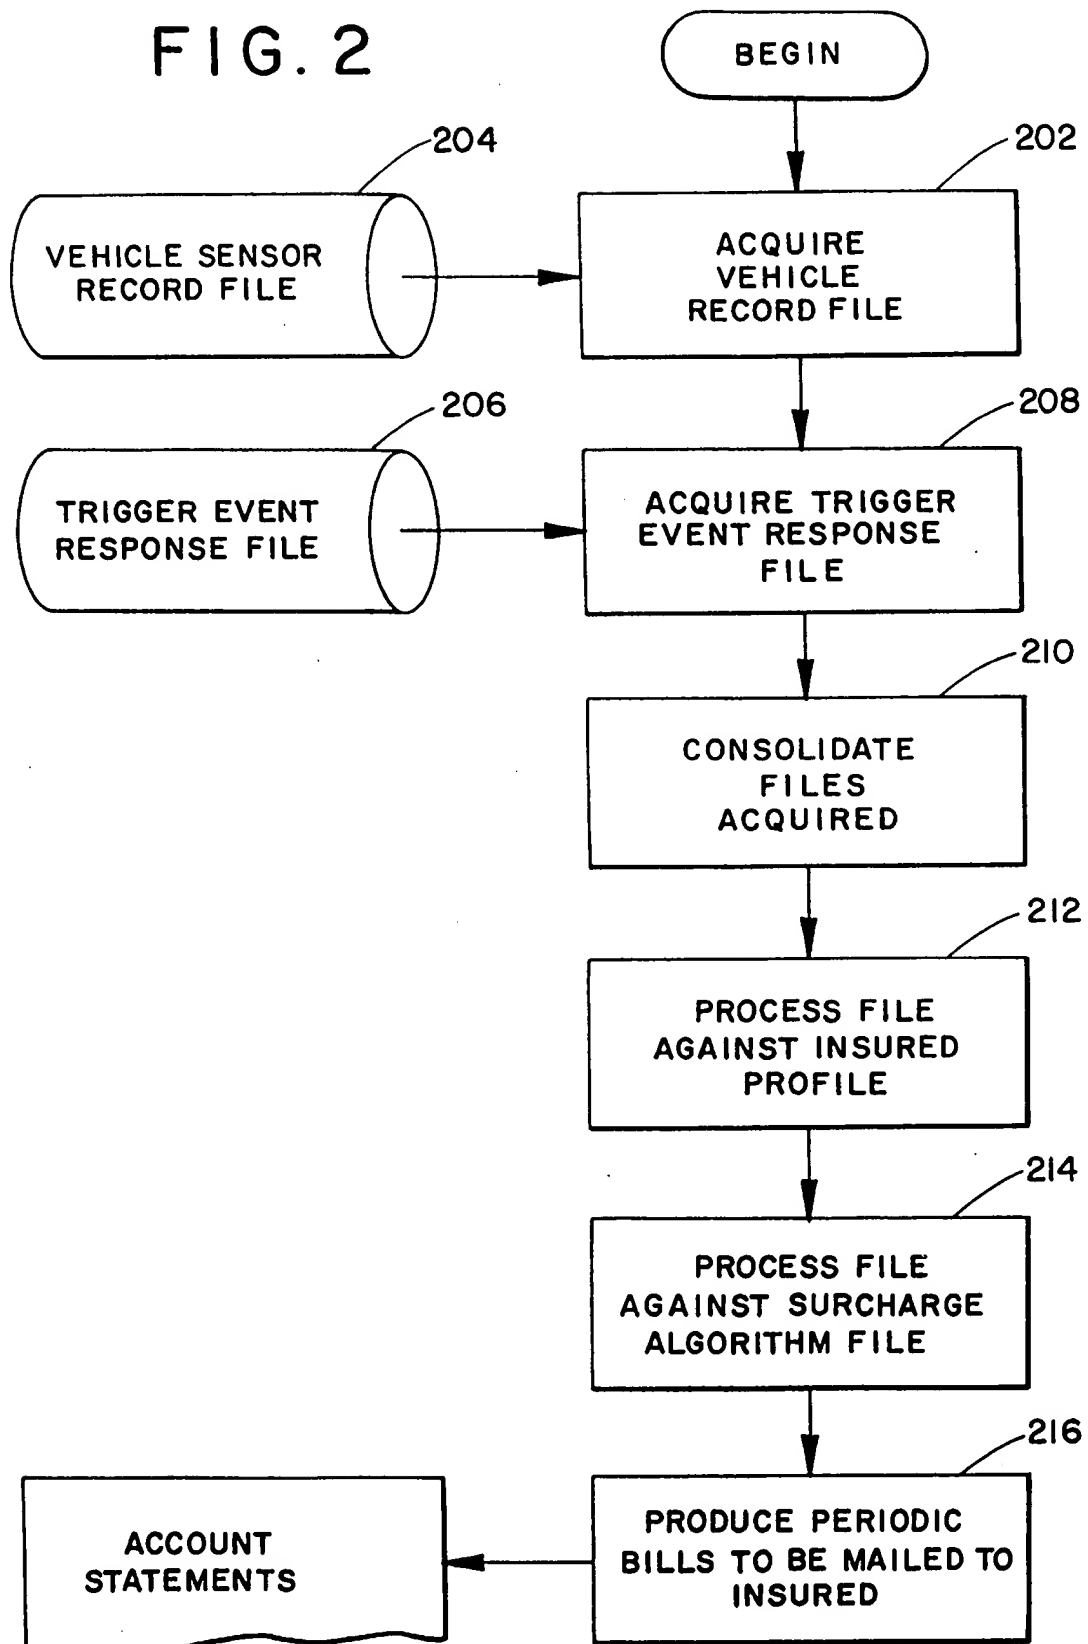 FIG. 2
BEGIN
204
202
VEHICLE SENSOR
RECORD FILE
ACQUIRE
VEHICLE
RECORD FILE
206
208
TRIGGER EVENT
RESPONSE FILE
ACQUIRE TRIGGER
EVENT RESPONSE
FILE
210
CONSOLIDATE
FILES
ACQUIRED
212
PROCESS FILE
AGAINST INSURED
PROFILE
214
PROCESS FILE
AGAINST SURCHARGE
ALGORITHM FILE
216
PRODUCE PERIODIC
BILLS TO BE MAILED TO
INSURED
ACCOUNT
STATEMENTS